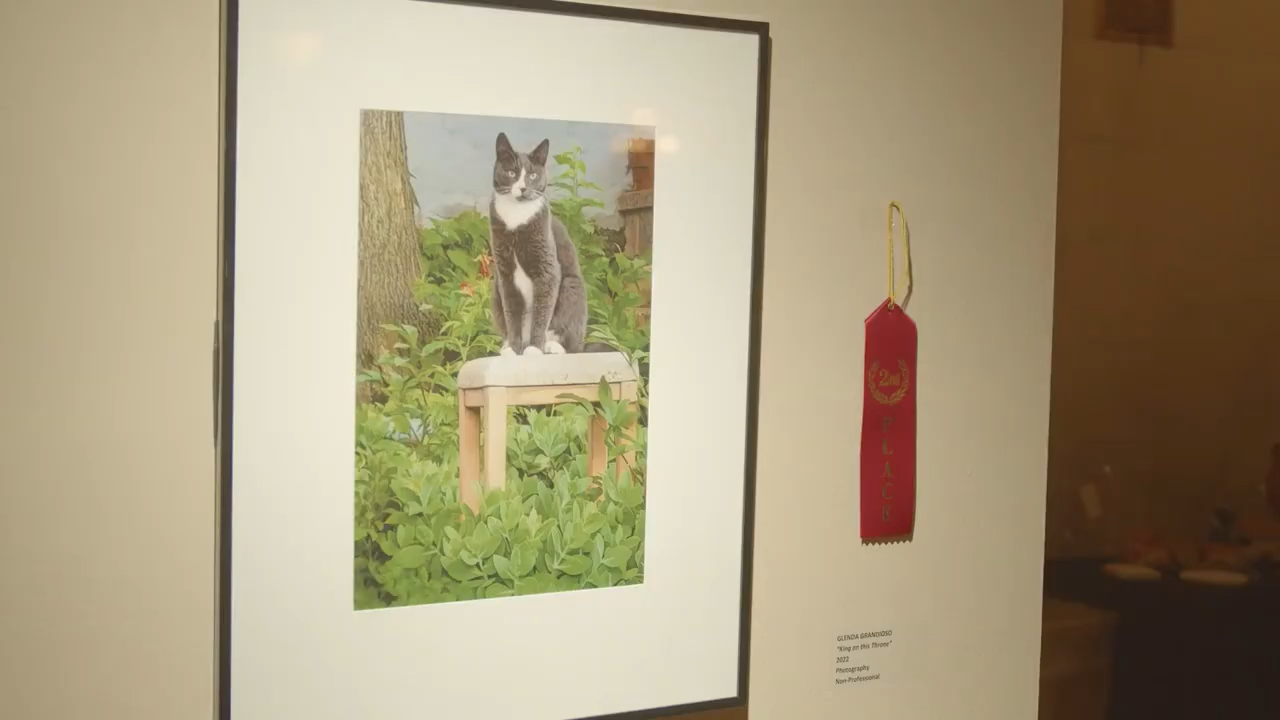 2nd
PLACE
GLENDA GRANDIOSO
"King on this Throne"
2022
Photography
Non-Professional